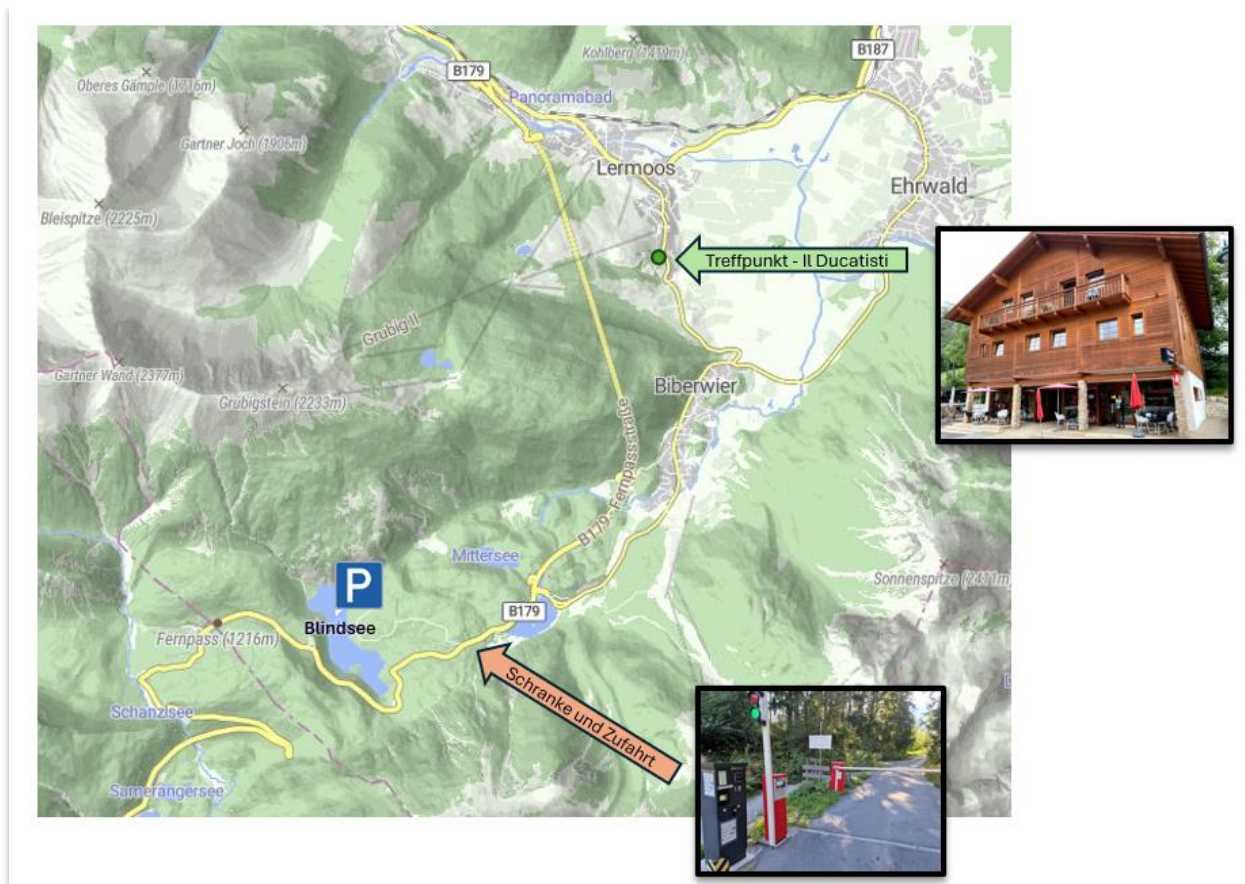 Kohlberg (1419m)
B187
Oberes Gämple (1716m)
B179
Panoramabad
Gartner Joch (1906m)
Lermoos
Ehrwald
Bleispitze (2225m)
Treffpunkt - Il Ducatisti
Grubig II
Gartner Wand (2377m)
Biberwier
Grubigstein (2233m)
B179 - Fernpassstraße
Mittersee
Sonnenspitze (2411m)
P
B179
Blindsee
Fernpass (1216m)
Schranke und Zufahrt
Schanzlsee
Samerangersee